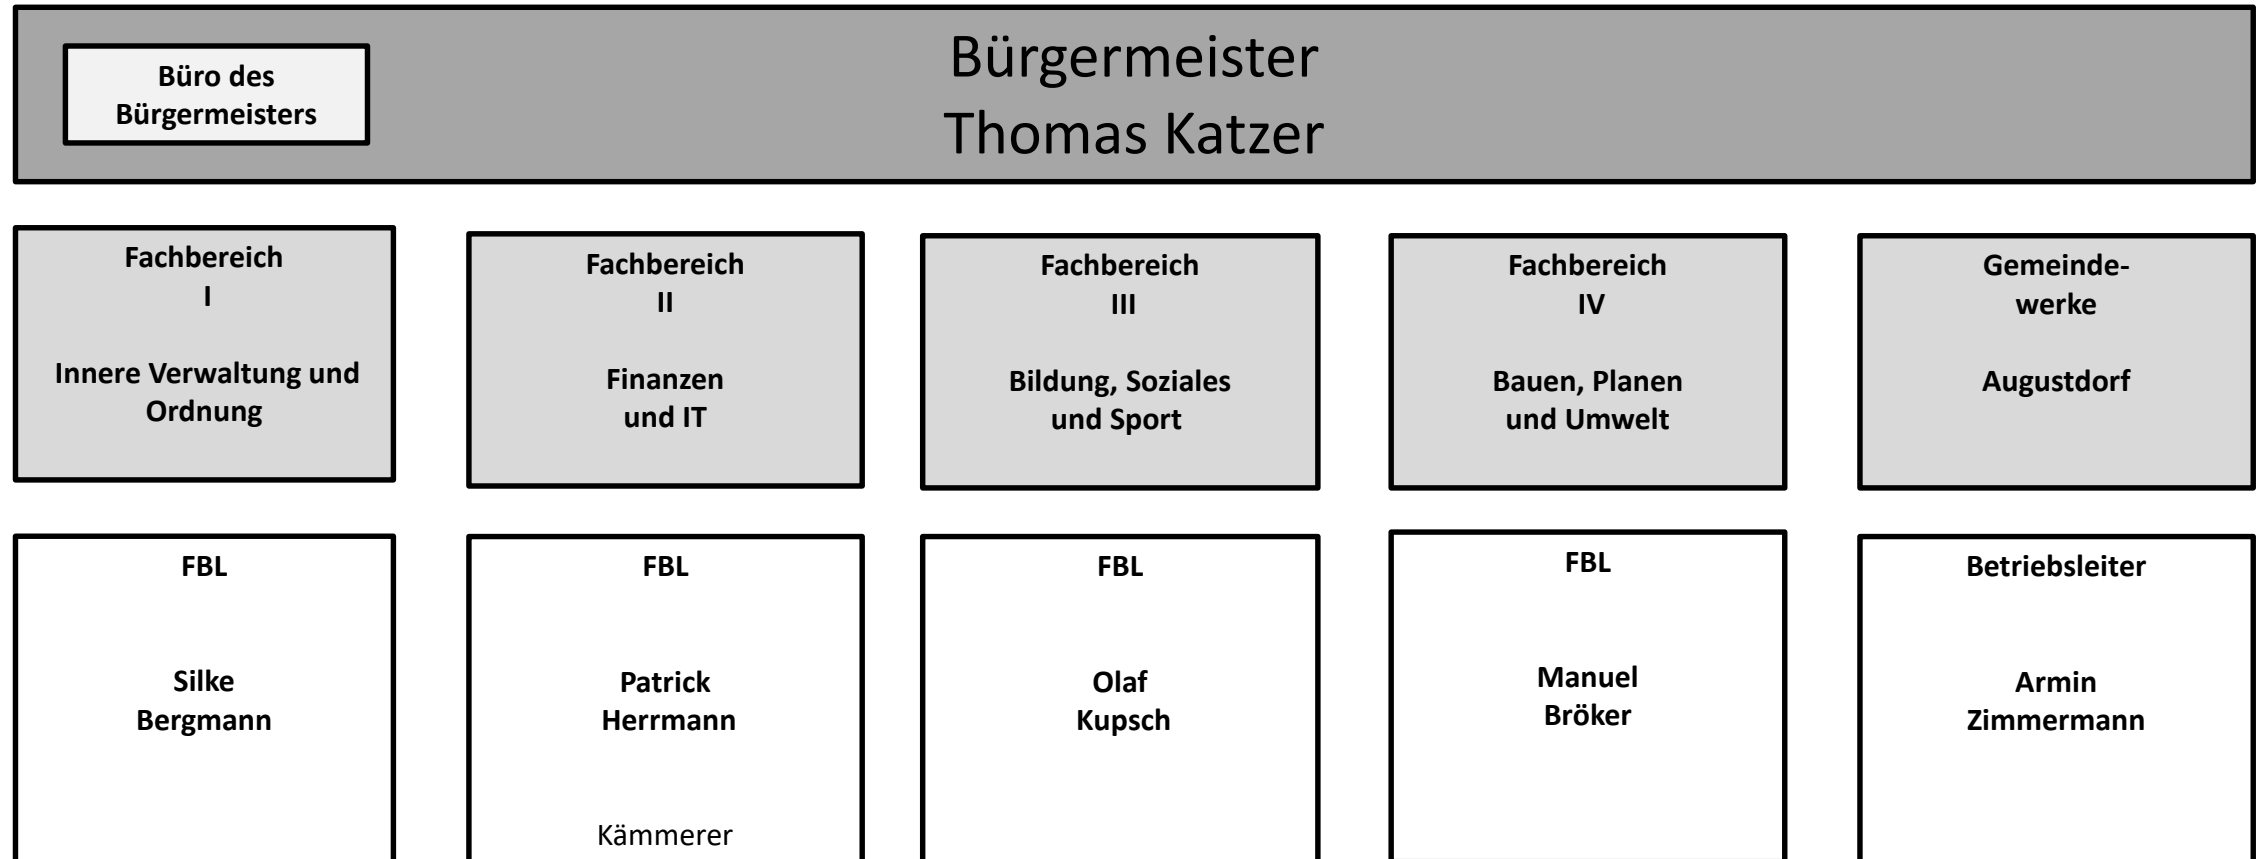 Büro des
Bürgermeisters
Bürgermeister
Thomas Katzer
Fachbereich
I
Innere Verwaltung und
Ordnung
Fachbereich
II
Finanzen
und IT
Fachbereich
III
Bildung, Soziales
und Sport
Fachbereich
IV
Bauen, Planen
und Umwelt
Gemeinde-
werke
Augustdorf
FBL
Silke
Bergmann
FBL
Patrick
Herrmann
Kämmerer
FBL
Olaf
Kupsch
FBL
Manuel
Bröker
Betriebsleiter
Armin
Zimmermann